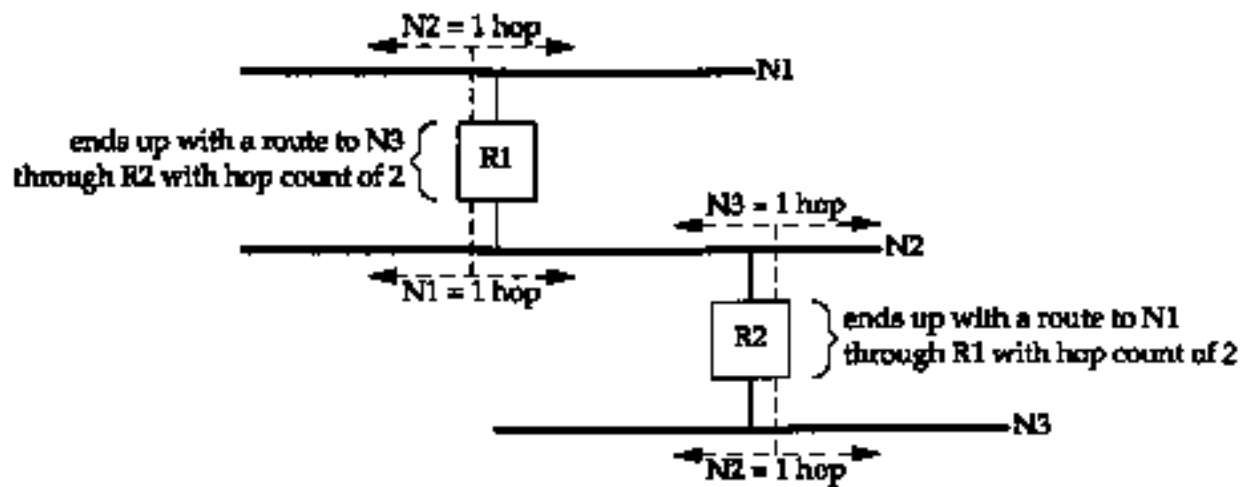 N2 = 1 hop
N1
ends up with a route to N3
through R2 with hop count of 2
R1
N3 = 1 hop
N2
N1 = 1 hop
R2
ends up with a route to N1
through R1 with hop count of 2
N3
N2 = 1 hop